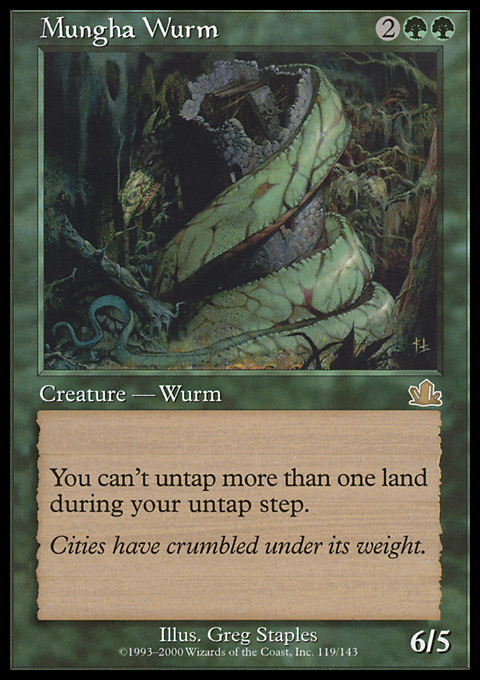 Mungha Wurm 2
Creature — Wurm
You can't untap more than one land
during your untap step.
Cities have crumbled under its weight.
Illus. Greg Staples
©1993–2000 Wizards of the Coast, Inc. 119/143
6/5